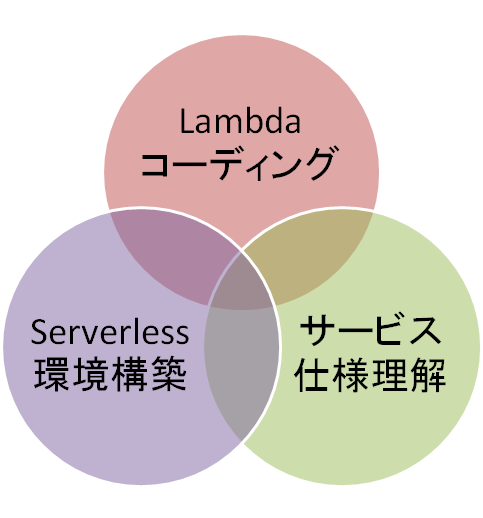 Lambda
コーディング
Serverless
環境構築
サービス
仕様理解